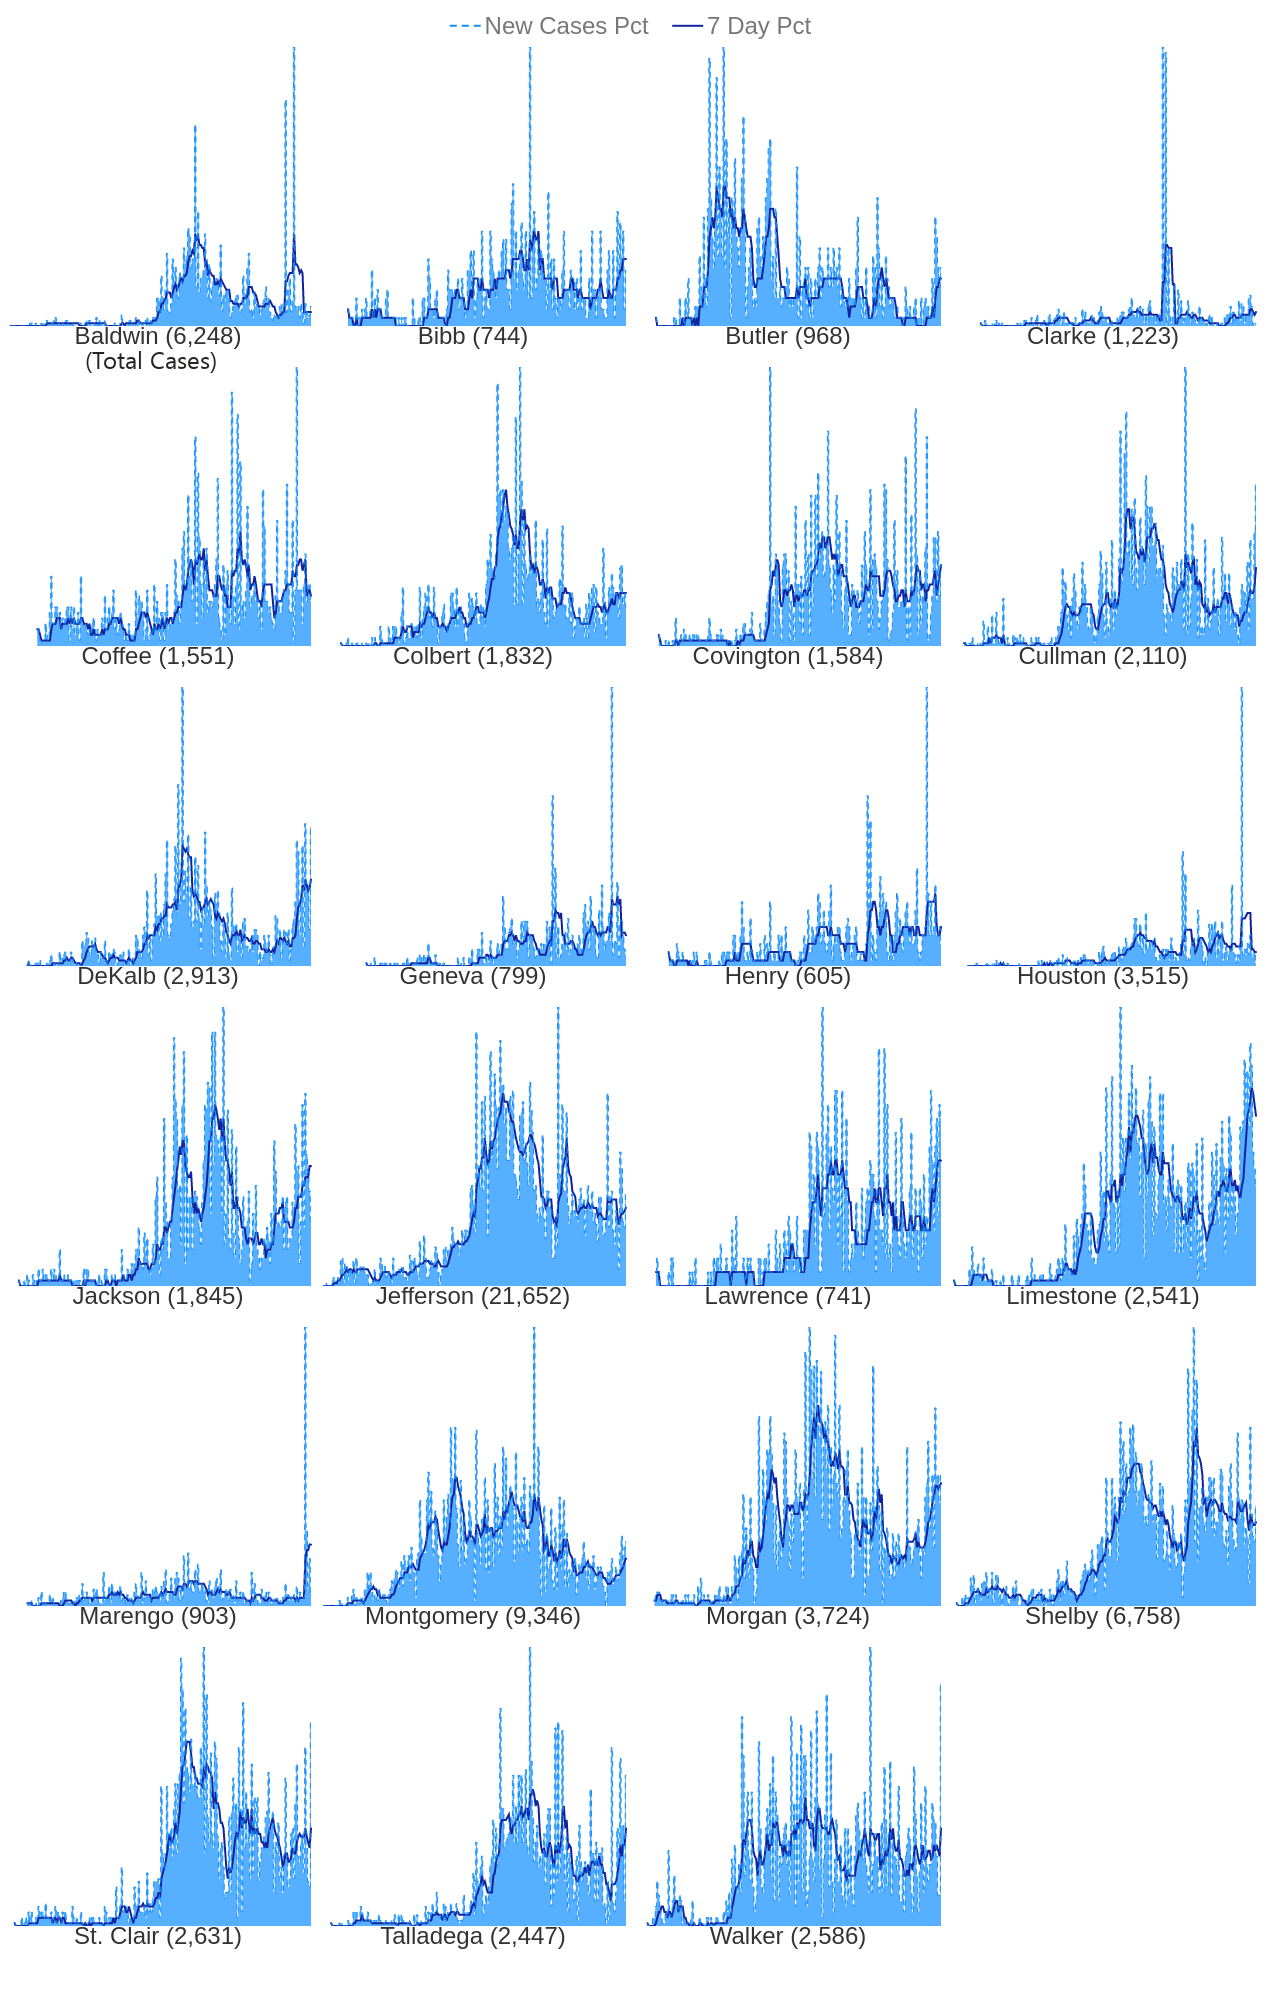 New Cases Pct 7 Day Pct
Baldwin (6,248) Bibb (744) Butler (968) Clarke (1,223)
(Total Cases)
Coffee (1,551) Colbert (1,832) Covington (1,584) Cullman (2,110)
DeKalb (2,913) Geneva (799) Henry (605) Houston (3,515)
Jackson (1,845) Jefferson (21,652) Lawrence (741) Limestone (2,541)
Marengo (903) Montgomery (9,346) Morgan (3,724) Shelby (6,758)
St. Clair (2,631) Talladega (2,447) Walker (2,586)